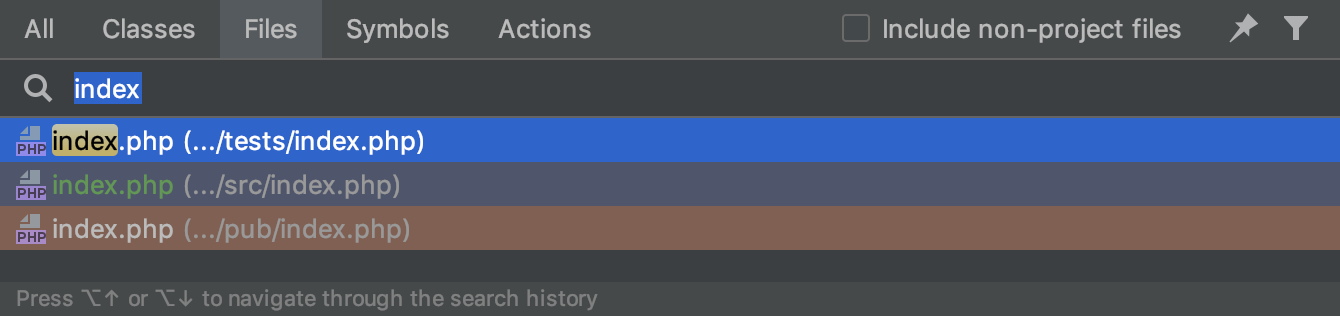 All Classes Files Symbols Actions Include non-project files
index
PHP index.php (.../tests/index.php)
PHP index.php (.../src/index.php)
PHP index.php (.../pub/index.php)
Press ⌥↑ or ⌥↓ to navigate through the search history